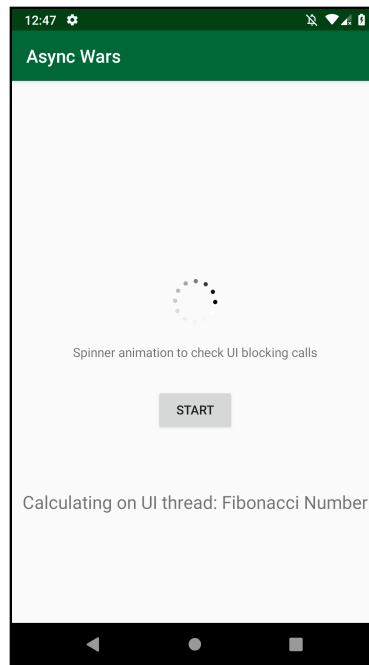 12:47
Async Wars
Spinner animation to check UI blocking calls
START
Calculating on UI thread: Fibonacci Number